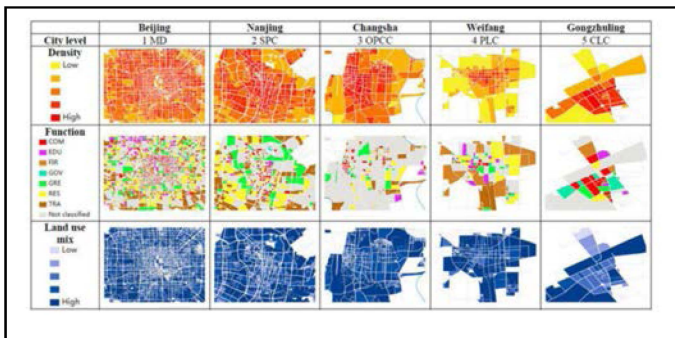 Beijing Nanjing Changsha Weifang Gongzhuling
City level 1 MD 2 SPC 3 OPCC 4 PLC 5 CLC
Density
Low
High
Function
COM
EDU
GOV
GRE
RES
TRA
Not classified
Land use
mix
Low
High